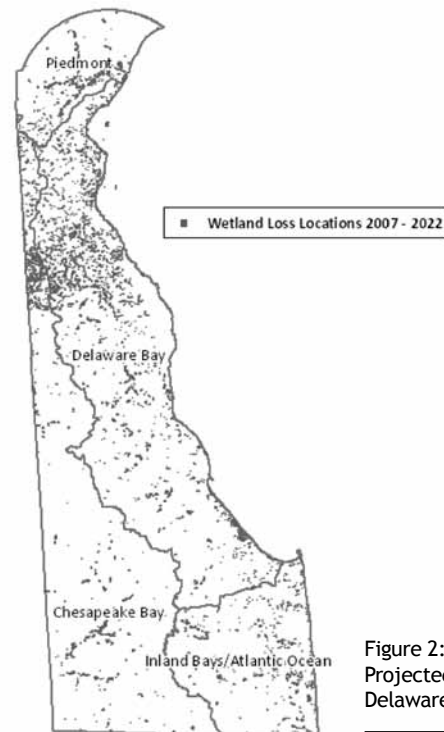 Piedmont
Wetland Loss Locations 2007 - 2022
Delaware Bay
Chesapeake Bay
Inland Bays/Atlantic Ocean
Figure 2:
Projected
Delaware